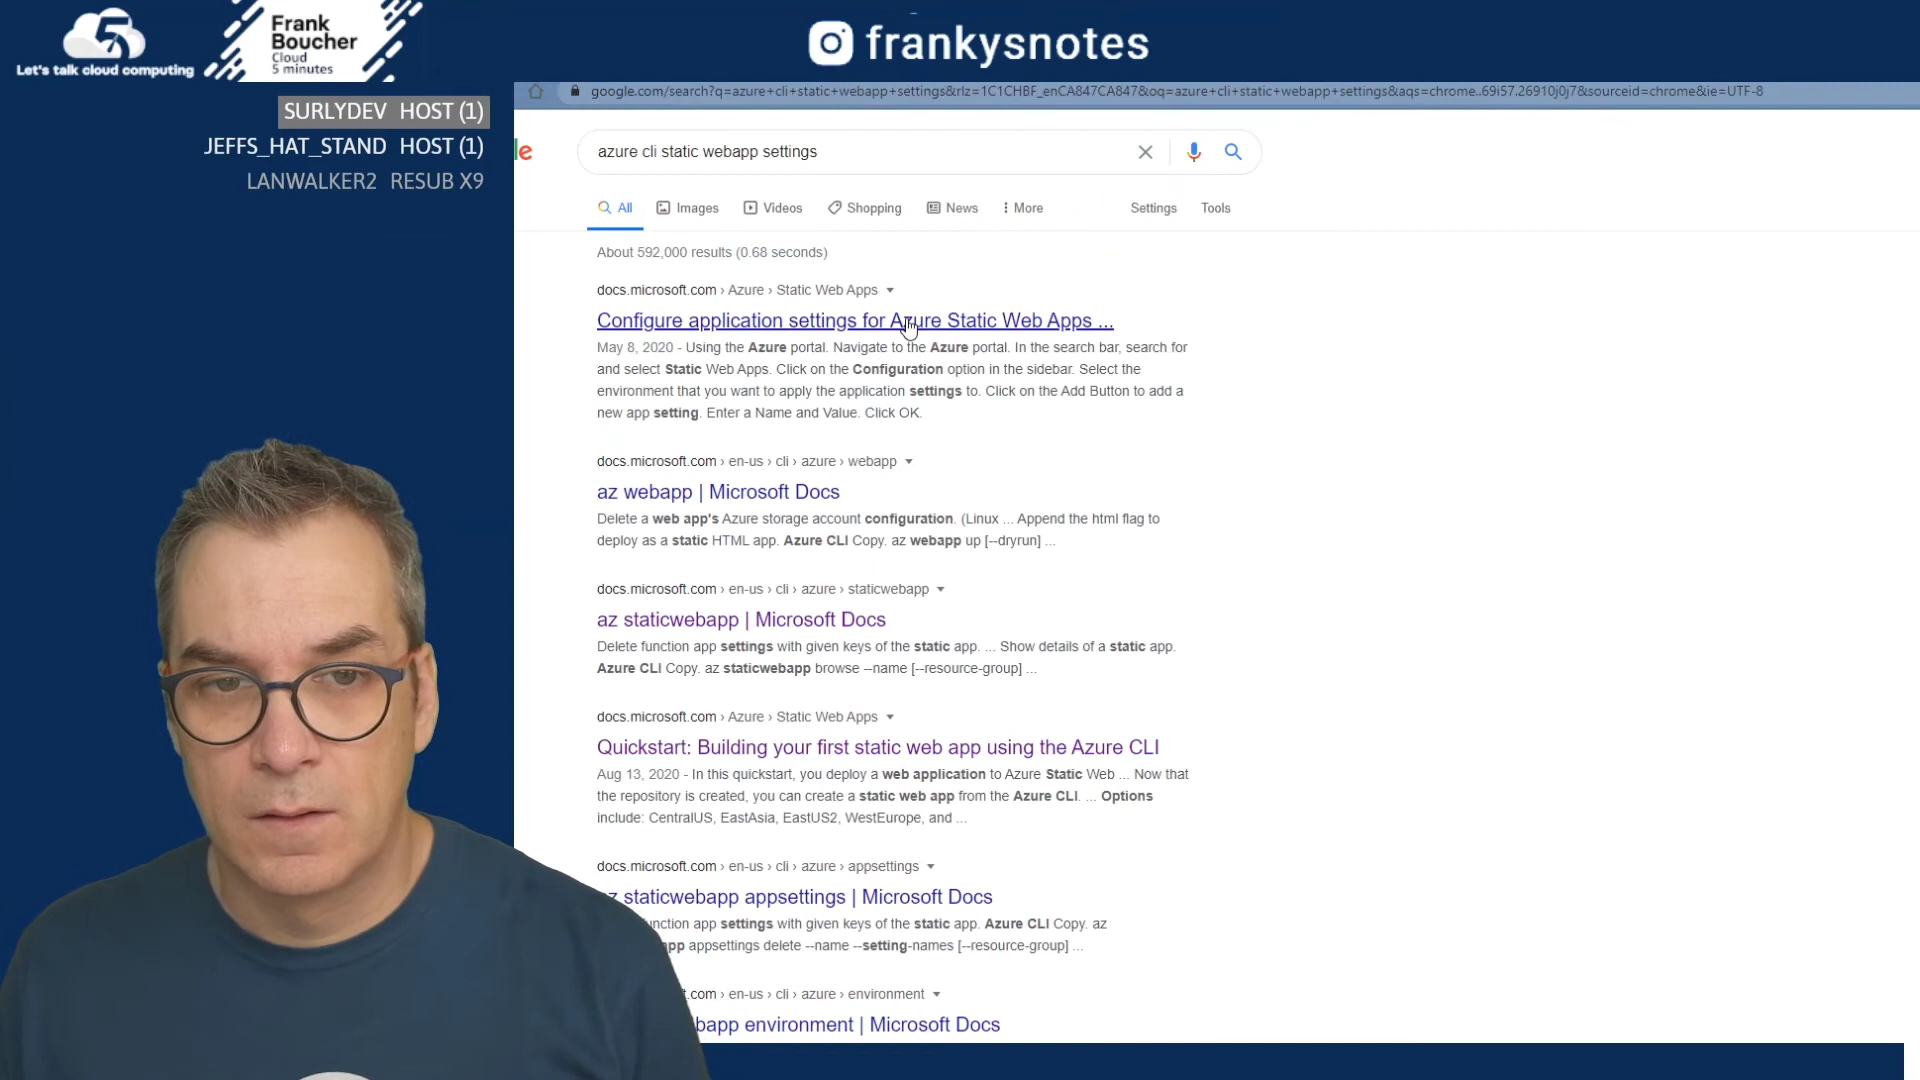 5
Let's talk cloud computing
Frank
Boucher
Cloud
5 minutes
frankysnotes
SURLYDEV HOST (1)
JEFFS_HAT_STAND HOST (1)
LANWALKER2 RESUB X9
google.com/search?q=azure+cli+static+webapp+settings&rlz=1C1CHBF_enCA847CA847&oq=azure+cli+static+webapp+settings&aqs=chrome..69i57.26910j0j7&sourceid=chrome&ie=UTF-8
le
azure cli static webapp settings
All Images Videos Shopping News More Settings Tools
About 592,000 results (0.68 seconds)
docs.microsoft.com › Azure › Static Web Apps
Configure application settings for Azure Static Web Apps ...
May 8, 2020 - Using the Azure portal. Navigate to the Azure portal. In the search bar, search for
and select Static Web Apps. Click on the Configuration option in the sidebar. Select the
environment that you want to apply the application settings to. Click on the Add Button to add a
new app setting. Enter a Name and Value. Click OK.
docs.microsoft.com › en-us › cli › azure › webapp
az webapp | Microsoft Docs
Delete a web app's Azure storage account configuration. (Linux ... Append the html flag to
deploy as a static HTML app. Azure CLI Copy. az webapp up [--dryrun] ...
docs.microsoft.com › en-us › cli › azure › staticwebapp
az staticwebapp | Microsoft Docs
Delete function app settings with given keys of the static app. ... Show details of a static app.
Azure CLI Copy. az staticwebapp browse --name [--resource-group] ...
docs.microsoft.com › Azure › Static Web Apps
Quickstart: Building your first static web app using the Azure CLI
Aug 13, 2020 - In this quickstart, you deploy a web application to Azure Static Web ... Now that
the repository is created, you can create a static web app from the Azure CLI. ... Options
include: CentralUS, EastAsia, EastUS2, WestEurope, and ...
docs.microsoft.com › en-us › cli › azure › appsettings
z staticwebapp appsettings | Microsoft Docs
unction app settings with given keys of the static app. Azure CLI Copy. az
pp appsettings delete --name --setting-names [--resource-group] ...
t.com › en-us › cli › azure › environment
bapp environment | Microsoft Docs